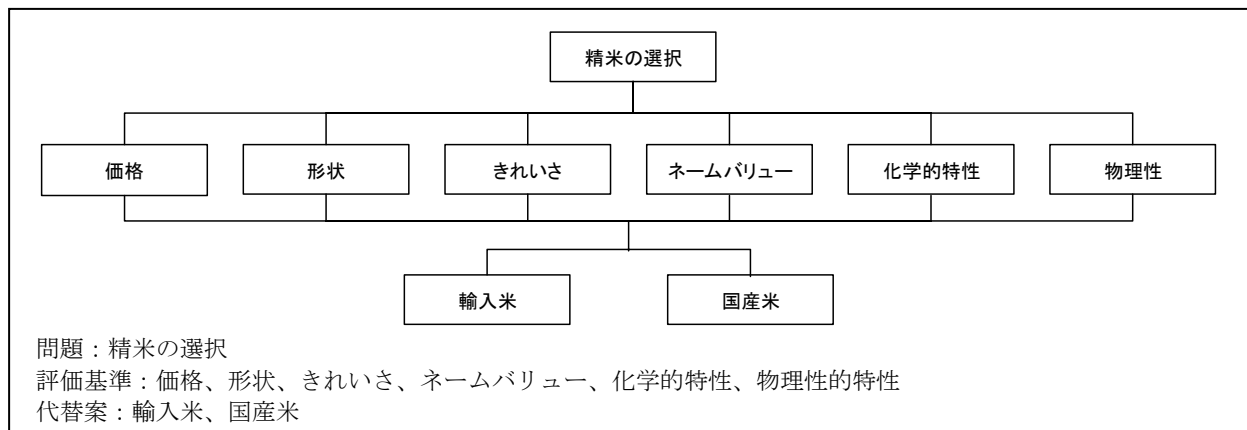 精米の選択
価格
形状
きれいさ
ネームバリュー
化学的特性
物理性
輸入米
国産米
問題：精米の選択
評価基準：価格、形状、きれいさ、ネームバリュー、化学的特性、物理性的特性
代替案：輸入米、国産米